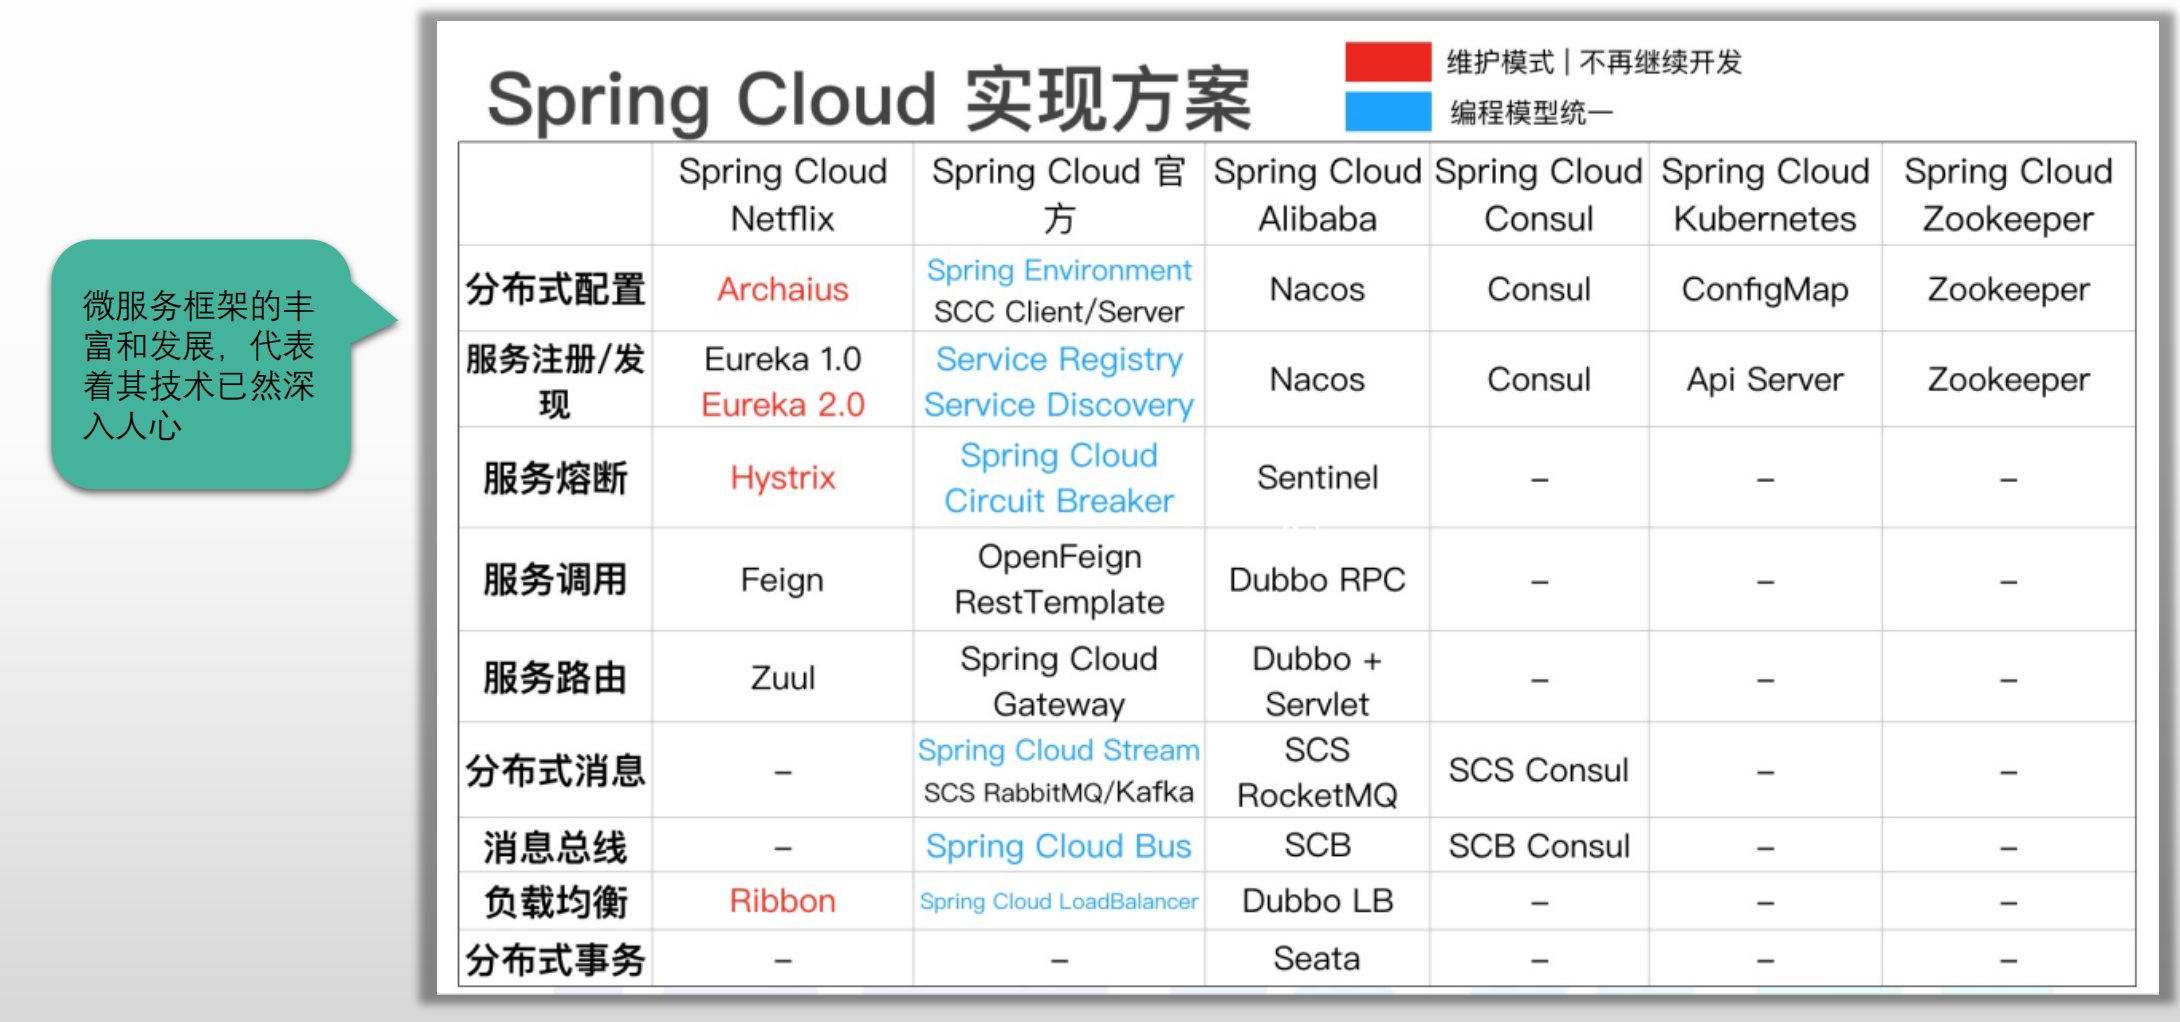 微服务框架的丰
富和发展，代表
着其技术已然深
入人心
Spring Cloud 实现方案
维护模式 | 不再继续开发
编程模型统一
Spring Cloud Netflix
Spring Cloud 官方
Spring Cloud Alibaba
Spring Cloud Consul
Spring Cloud Kubernetes
Spring Cloud Zookeeper
分布式配置
Archaius
Spring Environment
SCC Client/Server
Nacos
Consul
ConfigMap
Zookeeper
服务注册/发现
Eureka 1.0
Eureka 2.0
Service Registry
Service Discovery
Nacos
Consul
Api Server
Zookeeper
服务熔断
Hystrix
Spring Cloud
Circuit Breaker
Sentinel
–
–
–
服务调用
Feign
OpenFeign
RestTemplate
Dubbo RPC
–
–
–
服务路由
Zuul
Spring Cloud
Gateway
Dubbo +
Servlet
–
–
–
分布式消息
–
Spring Cloud Stream
SCS RabbitMQ/Kafka
SCS
RocketMQ
SCS Consul
–
–
消息总线
–
Spring Cloud Bus
SCB
SCB Consul
–
–
负载均衡
Ribbon
Spring Cloud LoadBalancer
Dubbo LB
–
–
–
分布式事务
–
–
Seata
–
–
–